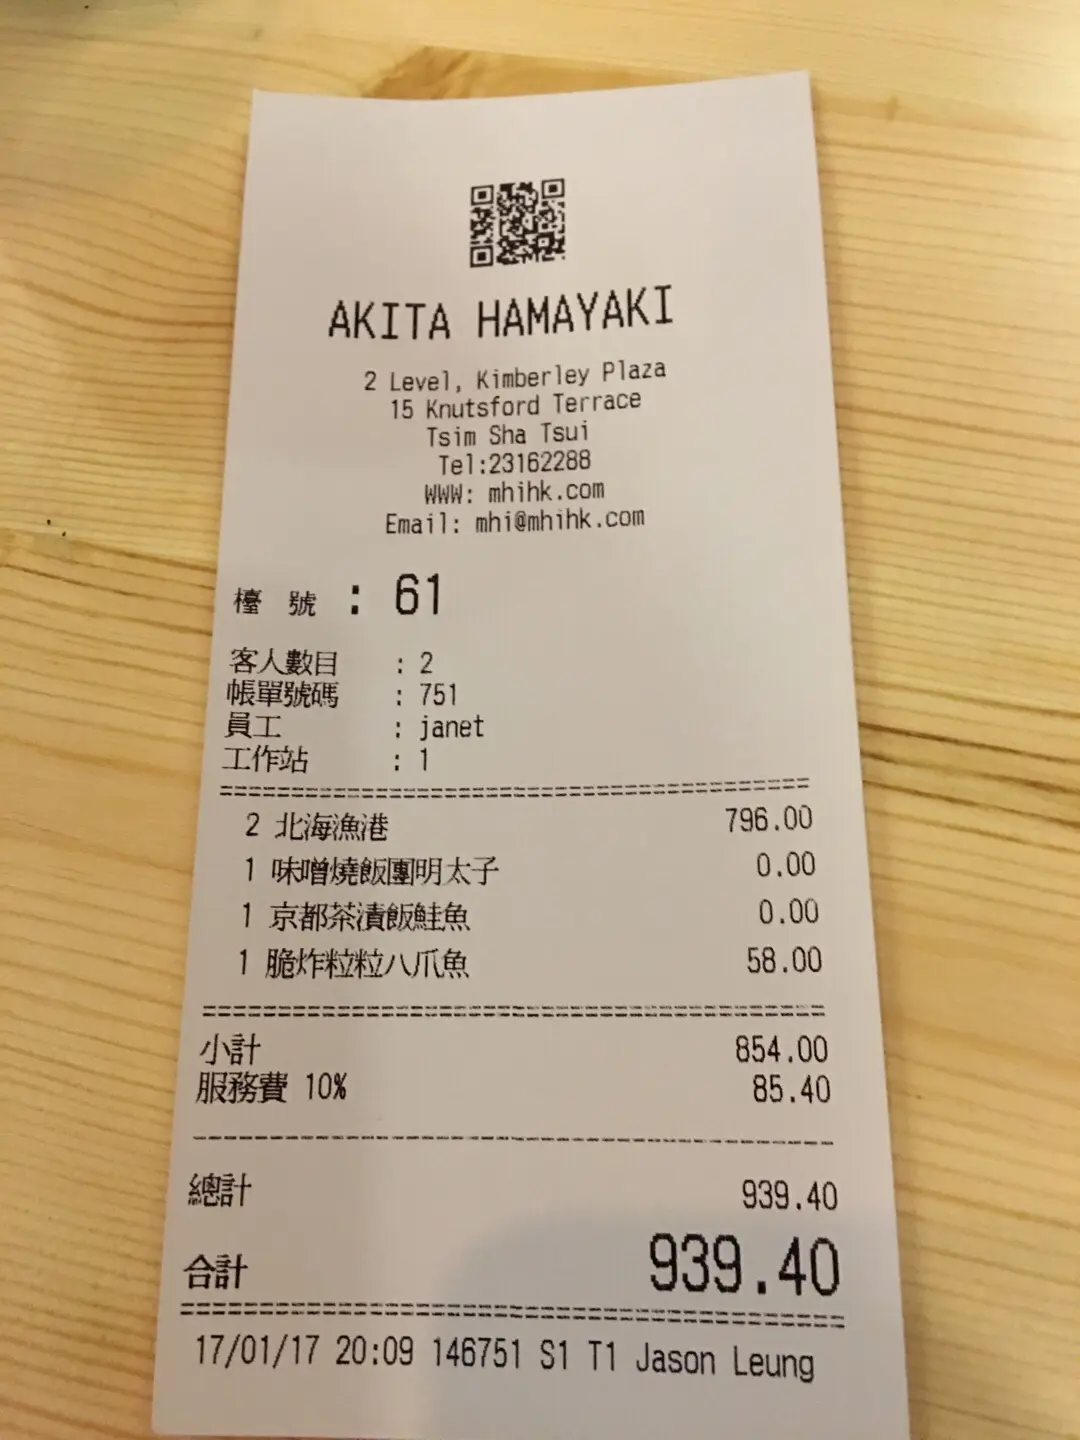 AKITA HAMAYAKI
2 Level, Kimberley Plaza
15 Knutsford Terrace
Tsim Sha Tsui
Tel:23162288
WWW: mhihk.com
Email: mhi@mhihk.com
檯 號 : 61
客人數目 : 2
帳單號碼 : 751
員工 : janet
工作站 : 1
2 北海漁港 796.00
1 味噌燒飯團明太子 0.00
1 京都茶漬飯鮭魚 0.00
1 脆炸粒粒八爪魚 58.00
小計 854.00
服務費 10% 85.40
總計 939.40
合計 939.40
17/01/17 20:09 146751 S1 T1 Jason Leung